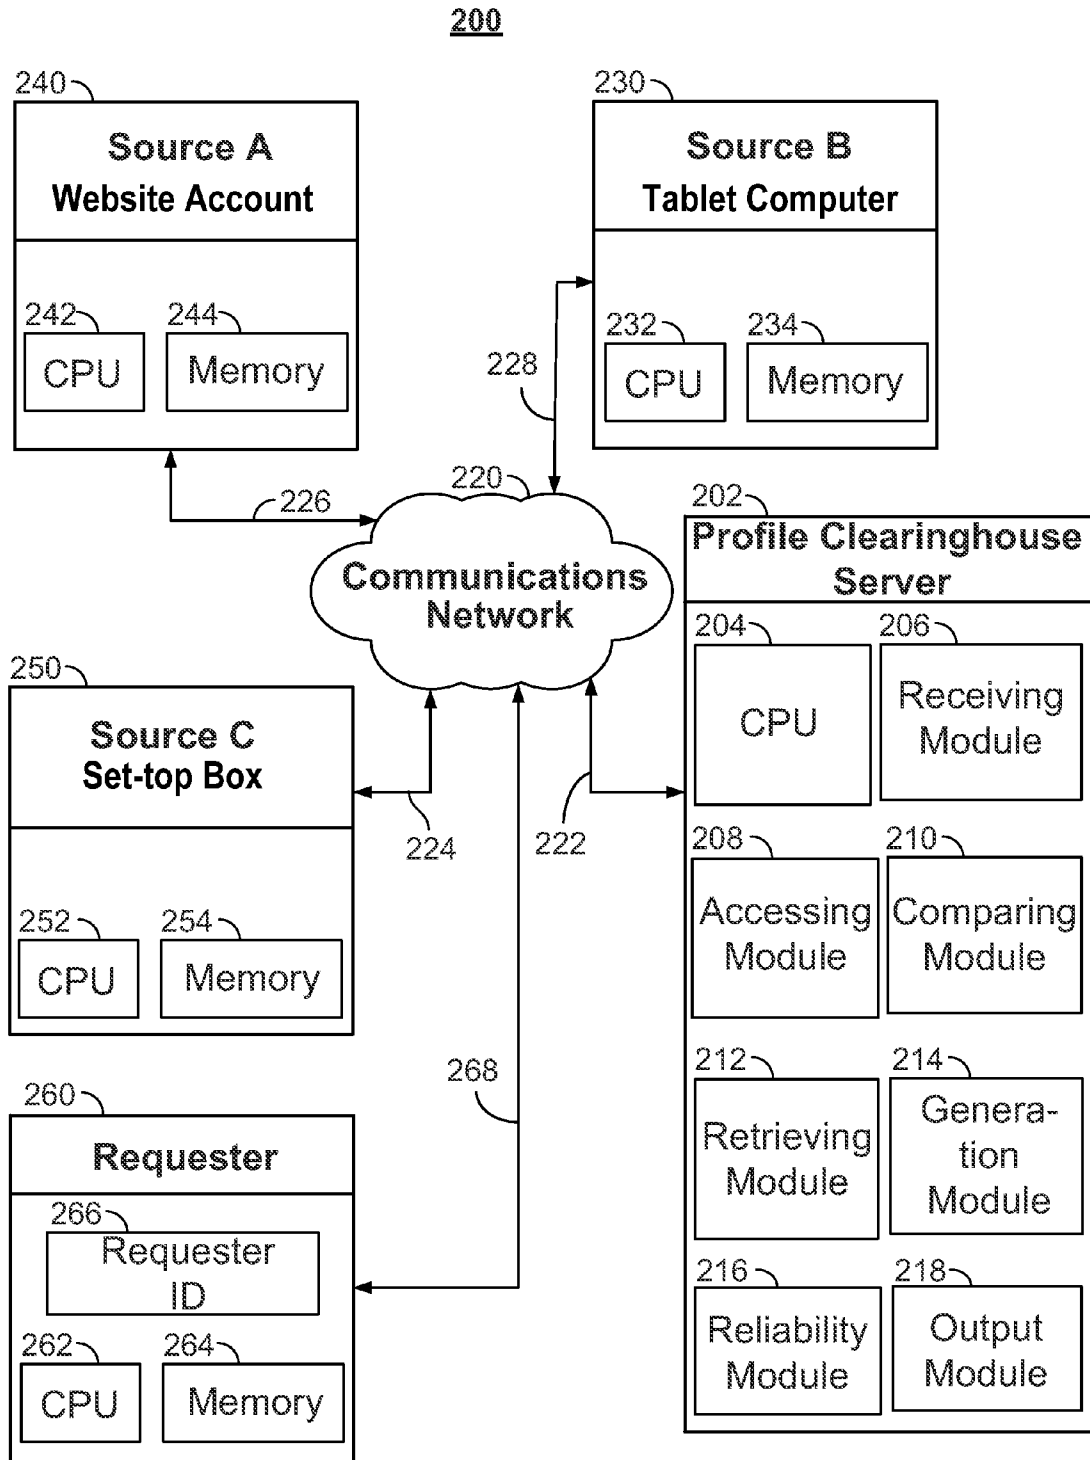 200
240
Source A
Website Account
242
CPU
244
Memory
230
Source B
Tablet Computer
232
CPU
234
Memory
228
226
220
Communications
Network
202
Profile Clearinghouse
Server
204
CPU
206
Receiving
Module
208
Accessing
Module
210
Comparing
Module
212
Retrieving
Module
214
Genera-
tion
Module
216
Reliability
Module
218
Output
Module
250
Source C
Set-top Box
252
CPU
254
Memory
224
222
268
260
Requester
266
Requester
ID
262
CPU
264
Memory